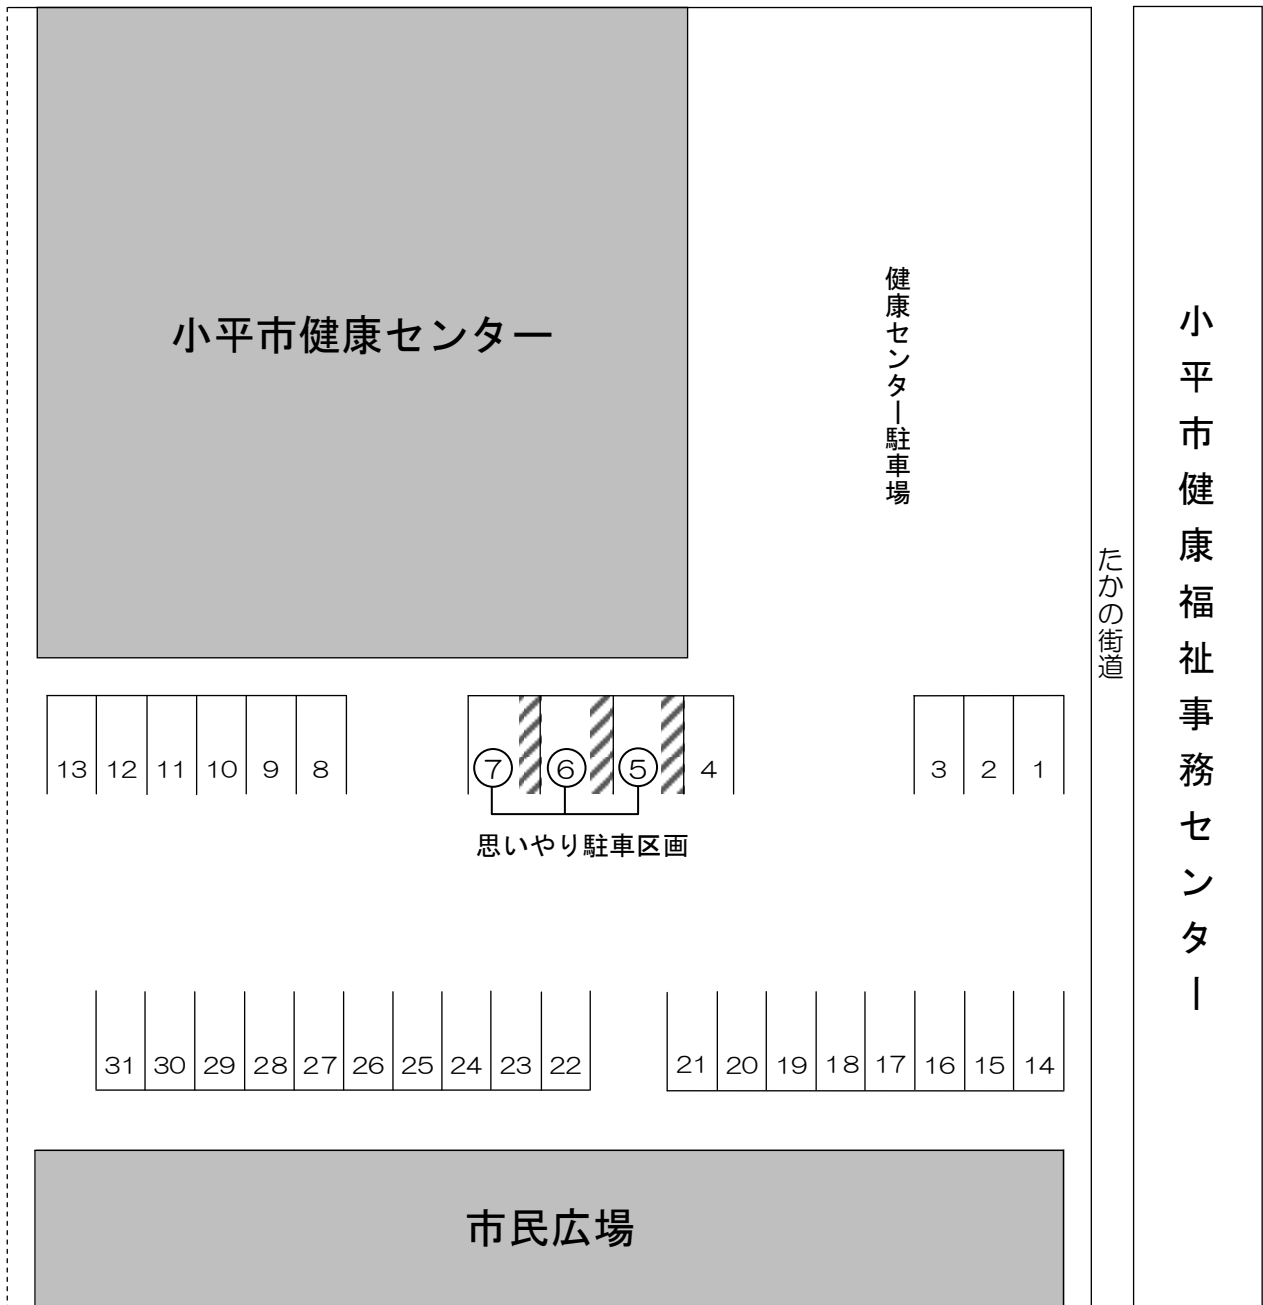 小平市健康センター
健康センター駐車場
たかの街道
小平市健康福祉事務センター
13 12 11 10 9 8 ⑦ ⑥ ⑤ 4 3 2 1
思いやり駐車区画
31 30 29 28 27 26 25 24 23 22 21 20 19 18 17 16 15 14
市民広場